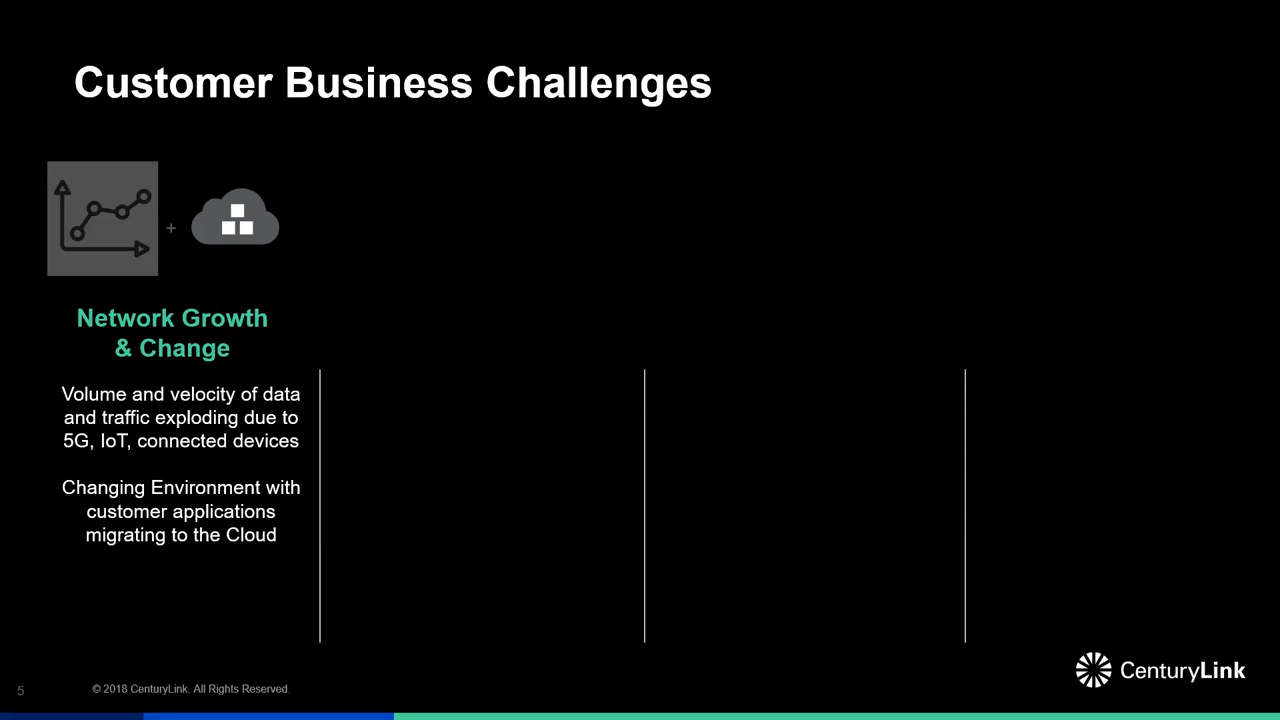 Customer Business Challenges
+
Network Growth
& Change
Volume and velocity of data
and traffic exploding due to
5G, IoT, connected devices
Changing Environment with
customer applications
migrating to the Cloud
CenturyLink
5
© 2018 CenturyLink. All Rights Reserved.